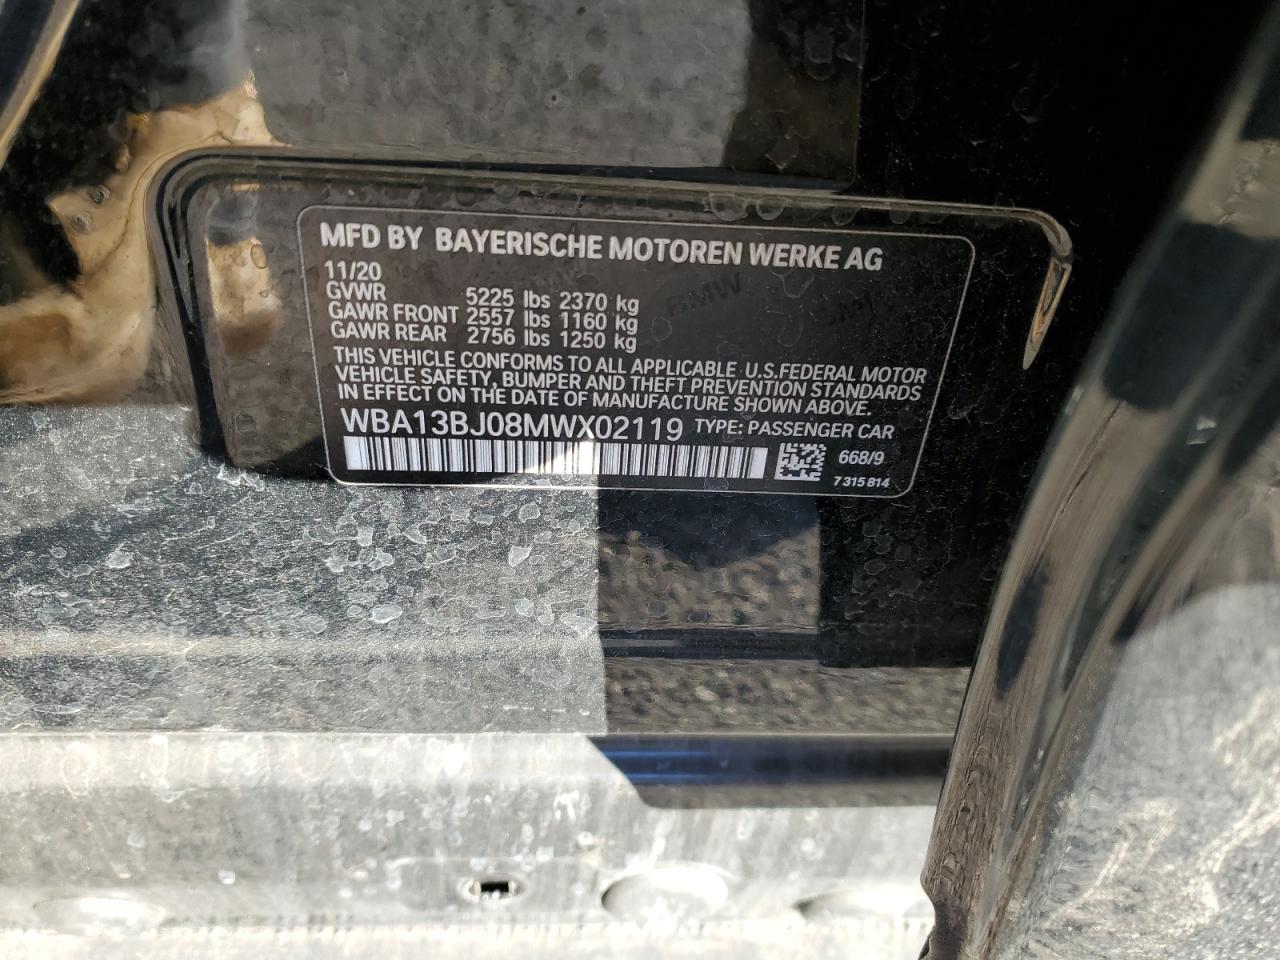 MFD BY BAYERISCHE MOTOREN WERKE AG
11/20
GVWR 5225 lbs 2370 kg
GAWR FRONT 2557 lbs 1160 kg
GAWR REAR 2756 lbs 1250 kg
THIS VEHICLE CONFORMS TO ALL APPLICABLE U.S.FEDERAL MOTOR
VEHICLE SAFETY, BUMPER AND THEFT PREVENTION STANDARDS
IN EFFECT ON THE DATE OF MANUFACTURE SHOWN ABOVE.
WBA13BJ08MWX02119 TYPE: PASSENGER CAR
668/9
7 315 814
BMW